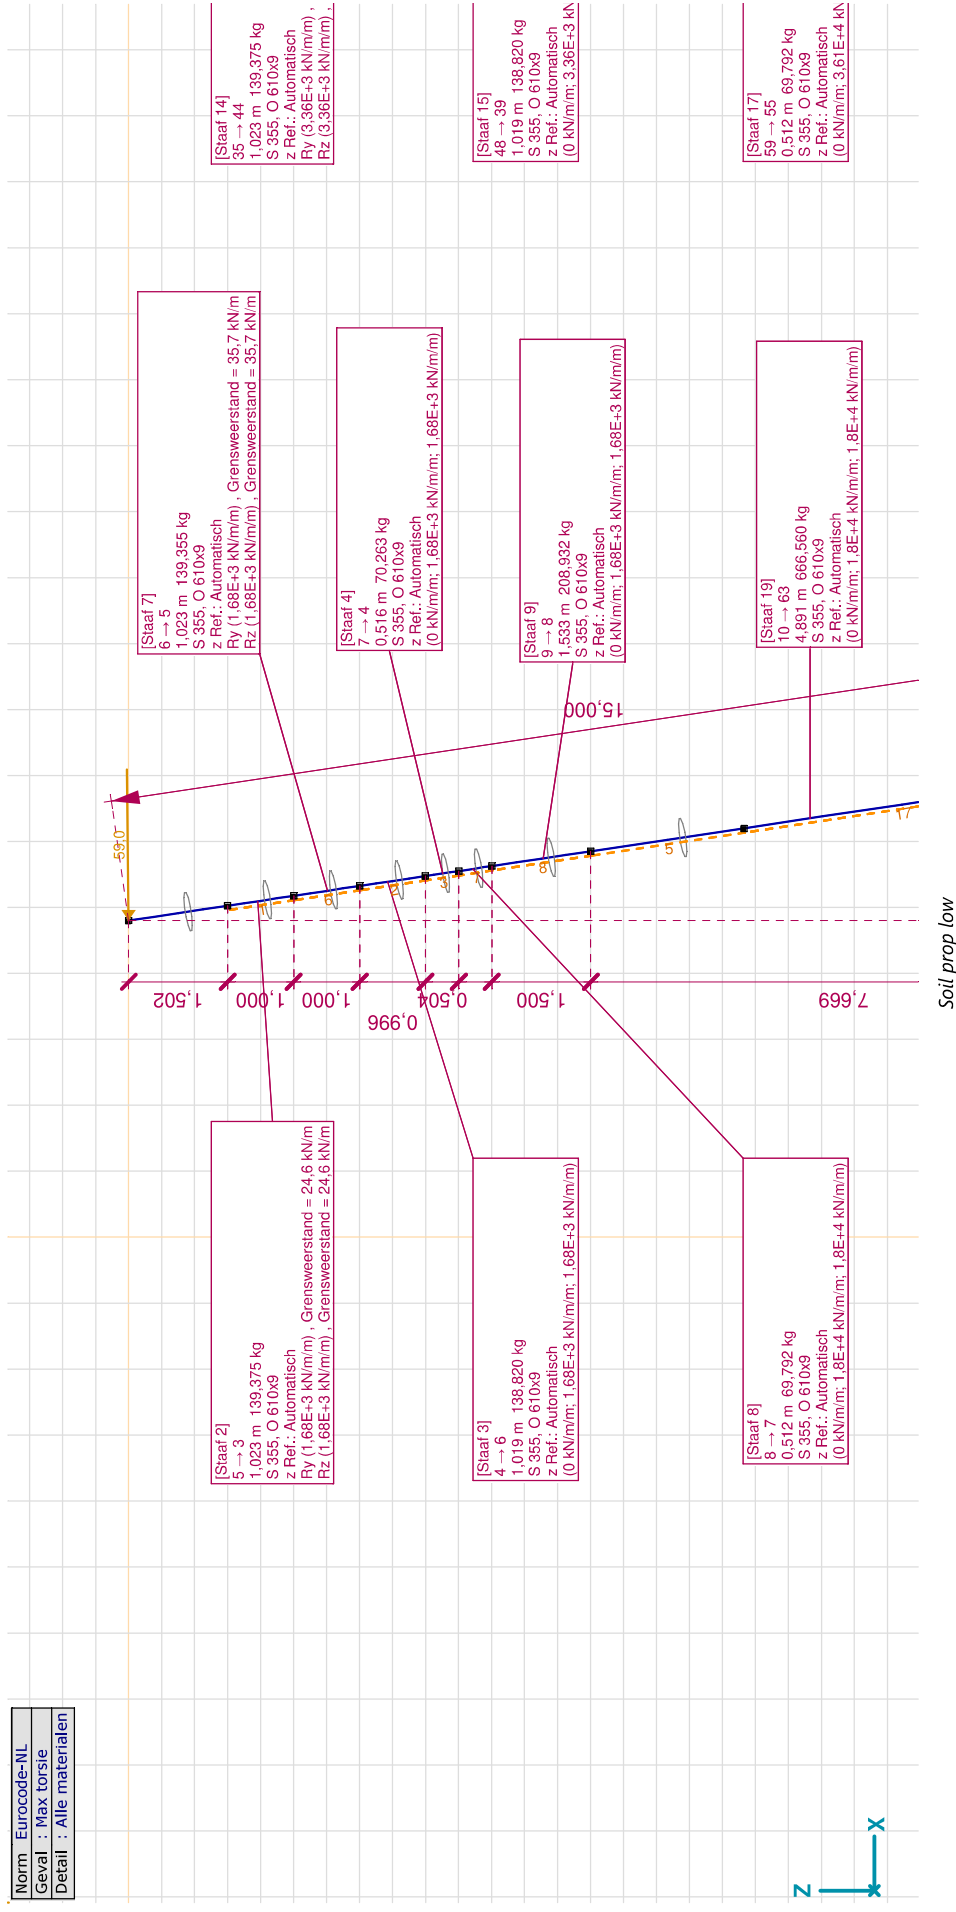 Norm Eurocode-NL
Geval : Max torsie
Detail : Alle materialen
[Staaf 2]
5 → 3
1,023 m 139,375 kg
S 355, O 610x9
z Ref.: Automatisch
Ry (1,68E+3 kN/m/m) , Grensweerstand = 24,6 kN/m
Rz (1,68E+3 kN/m/m) , Grensweerstand = 24,6 kN/m
[Staaf 3]
4 → 6
1,019 m 138,820 kg
S 355, O 610x9
z Ref.: Automatisch
(0 kN/m/m; 1,68E+3 kN/m/m; 1,68E+3 kN/m/m)
[Staaf 8]
8 → 7
0,512 m 69,792 kg
S 355, O 610x9
z Ref.: Automatisch
(0 kN/m/m; 1,8E+4 kN/m/m; 1,8E+4 kN/m/m)
1,502
1,000
1,000
0,996
0,504
1,500
7,669
59,0
1
6
2
3
7
8
5
17
15,000
[Staaf 7]
6 → 5
1,023 m 139,355 kg
S 355, O 610x9
z Ref.: Automatisch
Ry (1,68E+3 kN/m/m) , Grensweerstand = 35,7 kN/m
Rz (1,68E+3 kN/m/m) , Grensweerstand = 35,7 kN/m
[Staaf 4]
7 → 4
0,516 m 70,263 kg
S 355, O 610x9
z Ref.: Automatisch
(0 kN/m/m; 1,68E+3 kN/m/m; 1,68E+3 kN/m/m)
[Staaf 9]
9 → 8
1,533 m 208,932 kg
S 355, O 610x9
z Ref.: Automatisch
(0 kN/m/m; 1,68E+3 kN/m/m; 1,68E+3 kN/m/m)
[Staaf 19]
10 → 63
4,891 m 666,560 kg
S 355, O 610x9
z Ref.: Automatisch
(0 kN/m/m; 1,8E+4 kN/m/m; 1,8E+4 kN/m/m)
[Staaf 14]
35 → 44
1,023 m 139,375 kg
S 355, O 610x9
z Ref.: Automatisch
Ry (3,36E+3 kN/m/m) ,
Rz (3,36E+3 kN/m/m) ,
[Staaf 15]
48 → 39
1,019 m 138,820 kg
S 355, O 610x9
z Ref.: Automatisch
(0 kN/m/m; 3,36E+3 kN
[Staaf 17]
59 → 55
0,512 m 69,792 kg
S 355, O 610x9
z Ref.: Automatisch
(0 kN/m/m; 3,61E+4 kN
Z
X
Soil prop low